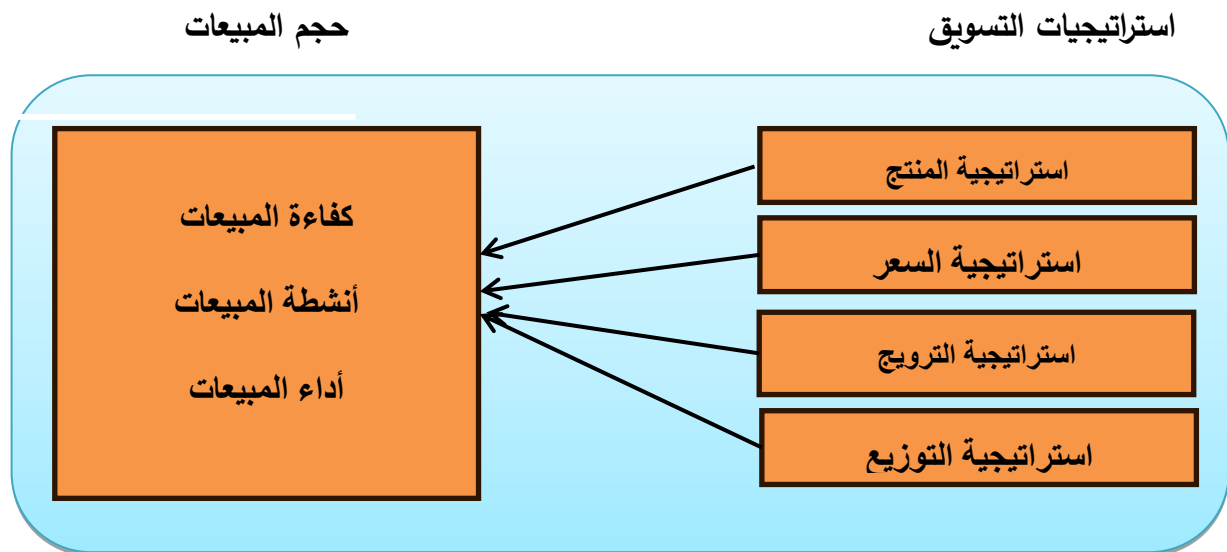 استراتيجيات التسويق
حجم المبيعات
استراتيجية المنتج
استراتيجية السعر
استراتيجية الترويج
استراتيجية التوزيع
كفاءة المبيعات
أنشطة المبيعات
أداء المبيعات